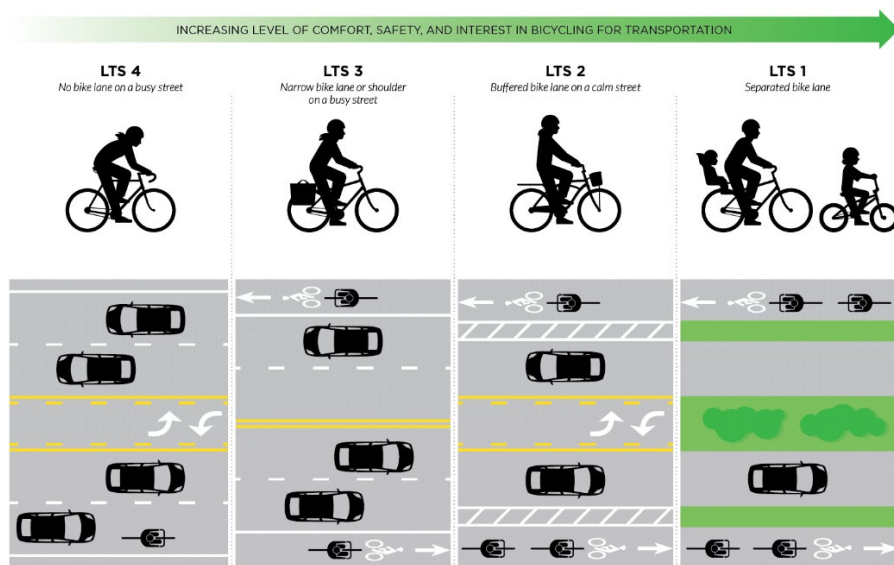 INCREASING LEVEL OF COMFORT, SAFETY, AND INTEREST IN BICYCLING FOR TRANSPORTATION
LTS 4
No bike lane on a busy street
LTS 3
Narrow bike lane or shoulder
on a busy street
LTS 2
Buffered bike lane on a calm street
LTS 1
Separated bike lane